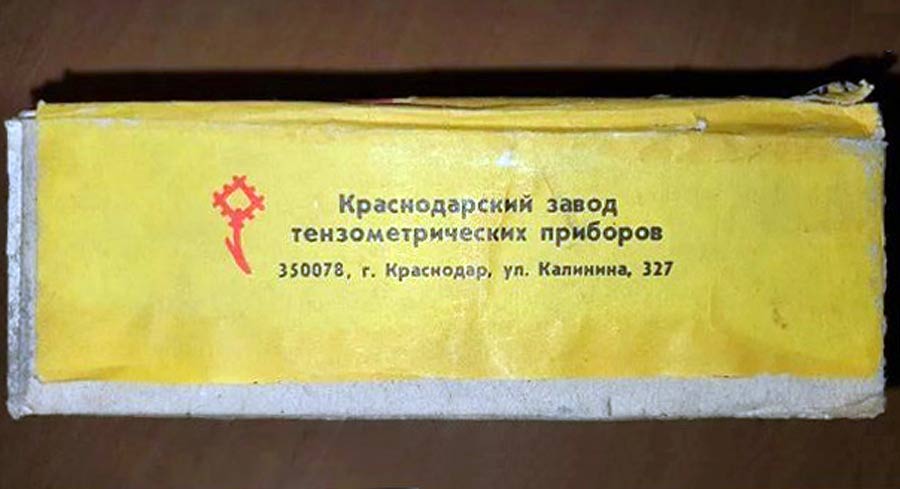 Краснодарский завод
тензометрических приборов
350078, г. Краснодар, ул. Калинина, 327